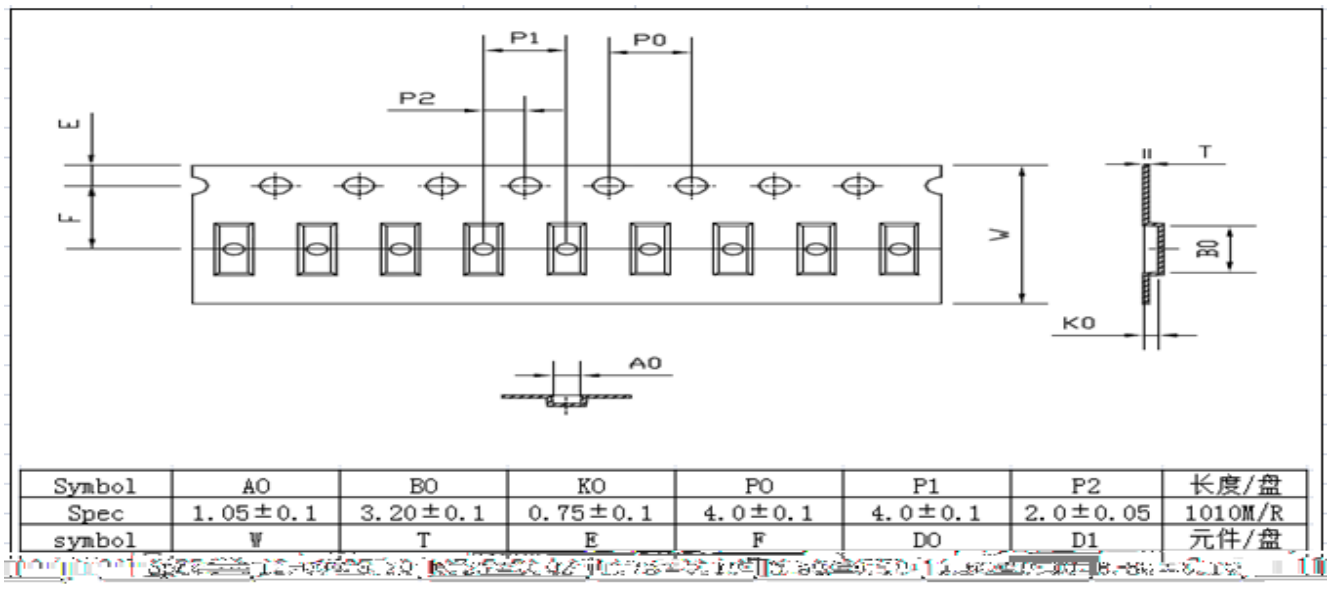 P1 P0
P2
E
T
F
W
B0
K0
A0
Symbol A0 B0 K0 P0 P1 P2 长度/盘
Spec 1.05±0.1 3.20±0.1 0.75±0.1 4.0±0.1 4.0±0.1 2.0±0.05 1010M/R
symbol W T E F D0 D1 元件/盘